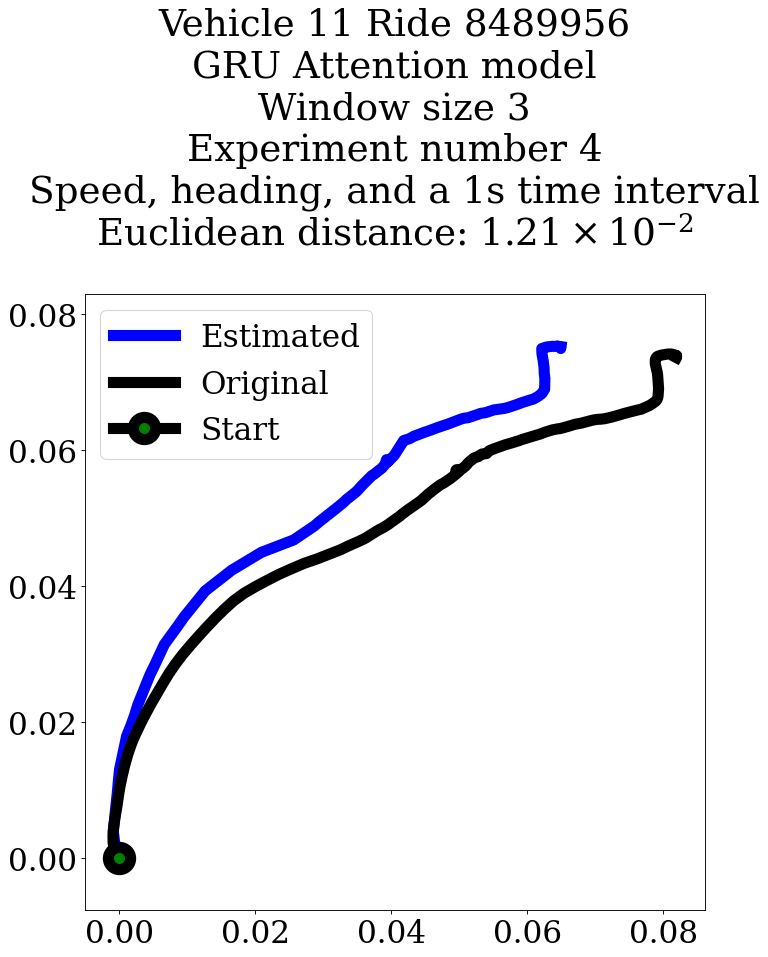 Vehicle 11 Ride 8489956
GRU Attention model
Window size 3
Experiment number 4
Speed, heading, and a 1s time interval
Euclidean distance: 1.21 × 10⁻²
0.08
0.06
0.04
0.02
0.00
Estimated
Original
Start
0.00 0.02 0.04 0.06 0.08